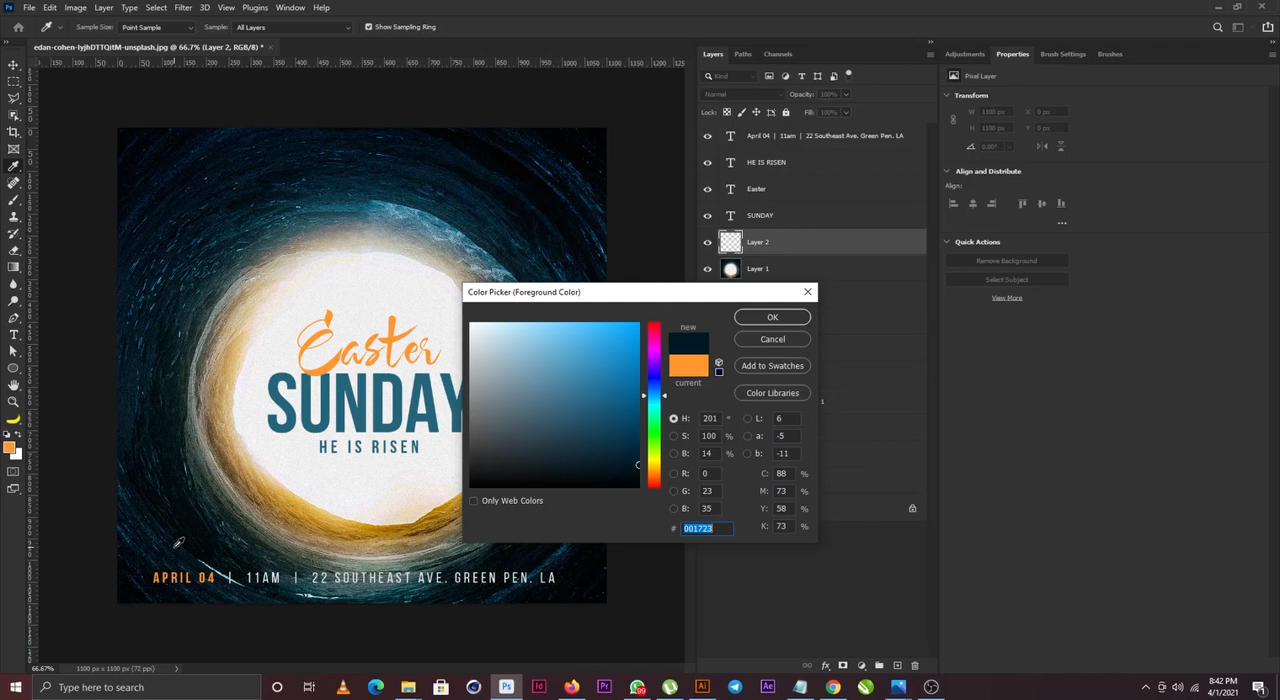 Ps File Edit Image Layer Type Select Filter 3D View Plugins Window Help
Sample Size: Point Sample Sample: All Layers Show Sampling Ring
edan-cohen-lyjhDTTQitM-unsplash.jpg @ 66.7% (Layer 2, RGB/8) *
Layers Paths Channels
Adjustments Properties Brush Settings Brushes
Kind
Pixel Layer
Normal Opacity: 100%
Transform
Lock: Fill: 100%
W 1100 px X 0 px
H 1100 px Y 0 px
0.00°
April 04 | 11am | 22 Southeast Ave. Green Pen. LA
HE IS RISEN
Easter
SUNDAY
Layer 2
Layer 1
Align and Distribute
Align:
Quick Actions
Remove Background
Select Subject
View More
Color Picker (Foreground Color)
new
current
OK
Cancel
Add to Swatches
Color Libraries
H: 201 ° L: 6
S: 100 % a: -5
B: 14 % b: -11
R: 0 C: 88 %
G: 23 M: 73 %
B: 35 Y: 58 %
# 001723 K: 73 %
Only Web Colors
Easter
SUNDAY
HE IS RISEN
APRIL 04 | 11AM | 22 SOUTHEAST AVE. GREEN PEN. LA
66.67% 1100 px x 1100 px (72 ppi)
Type here to search
8:42 PM
4/1/2021